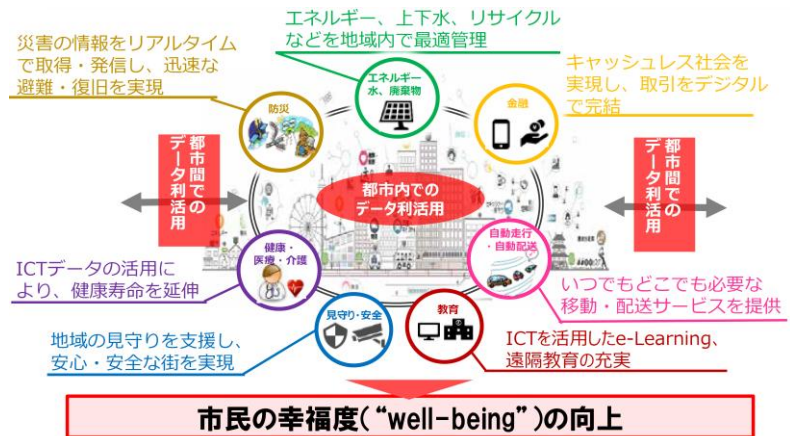 エネルギー、上下水、リサイクル
などを地域内で最適管理
災害の情報をリアルタイム
で取得・発信し、迅速な
避難・復旧を実現
キャッシュレス社会を
実現し、取引をデジタル
で完結
エネルギー
水、廃棄物
防災
金融
都市間での
データ利活用
都市内での
データ利活用
都市間での
データ利活用
健康・
医療・介護
自動走行
・自動配送
ICTデータの活用に
より、健康寿命を延伸
いつでもどこでも必要な
移動・配送サービスを提供
見守り・安全
教育
地域の見守りを支援し、
安心・安全な街を実現
ICTを活用したe-Learning、
遠隔教育の充実
市民の幸福度(“well-being”)の向上